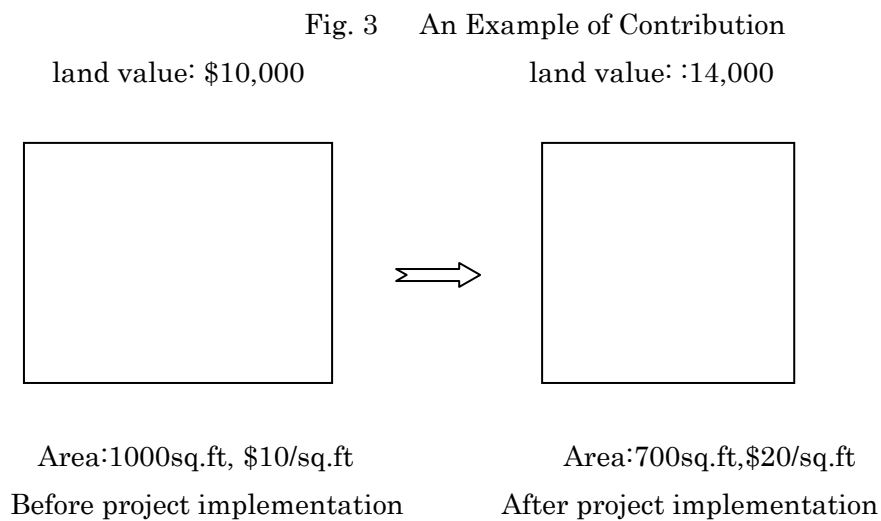 Fig. 3 An Example of Contribution
land value: $10,000 land value: :14,000
Area:1000sq.ft, $10/sq.ft Area:700sq.ft,$20/sq.ft
Before project implementation After project implementation